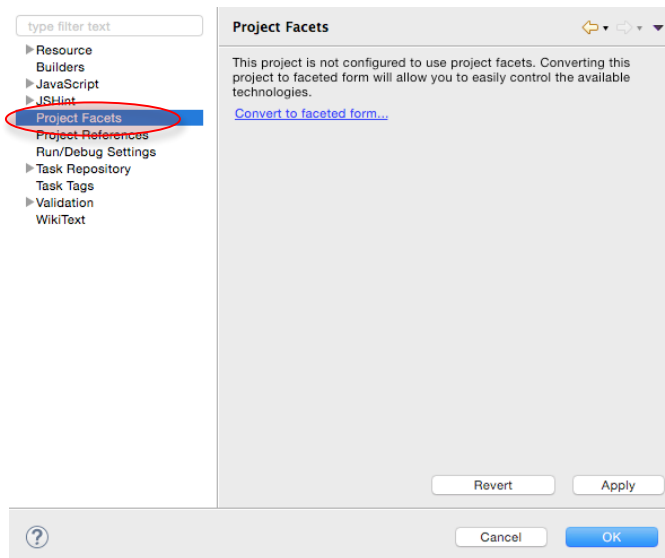 type filter text
Resource
Builders
JavaScript
JSHint
Project Facets
Project References
Run/Debug Settings
Task Repository
Task Tags
Validation
WikiText
Project Facets
This project is not configured to use project facets. Converting this
project to faceted form will allow you to easily control the available
technologies.
Convert to faceted form...
Revert
Apply
?
Cancel
OK